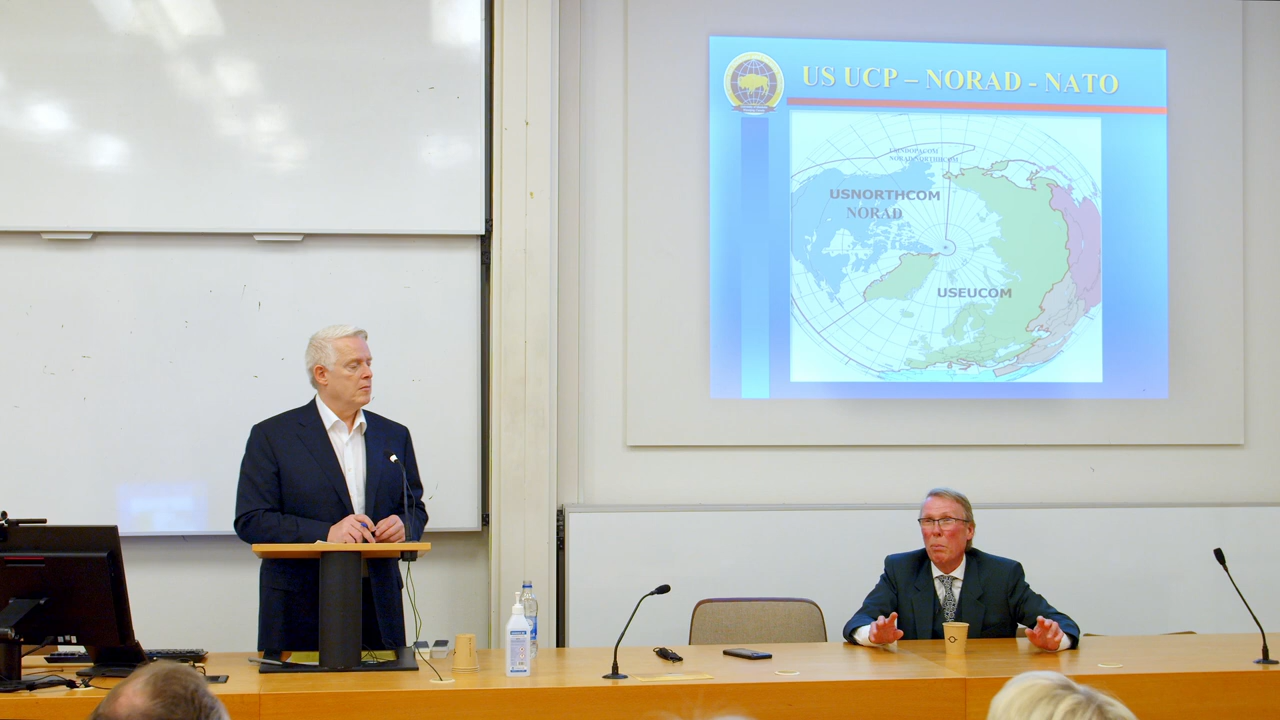 US UCP – NORAD - NATO
USNORTHCOM
NORAD
USEUCOM